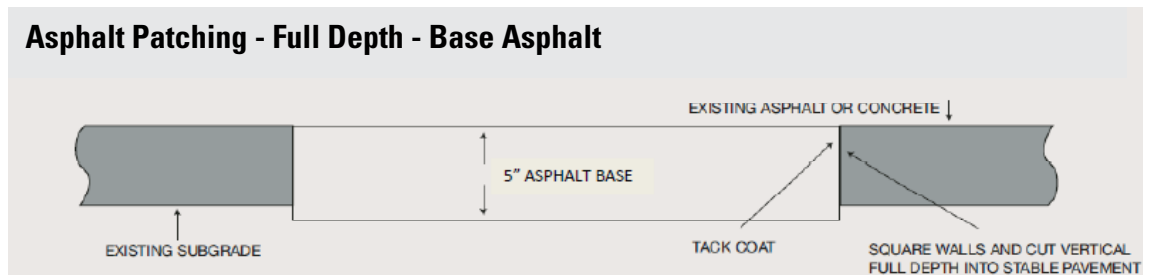 Asphalt Patching - Full Depth - Base Asphalt
EXISTING ASPHALT OR CONCRETE
5" ASPHALT BASE
EXISTING SUBGRADE
TACK COAT
SQUARE WALLS AND CUT VERTICAL
FULL DEPTH INTO STABLE PAVEMENT